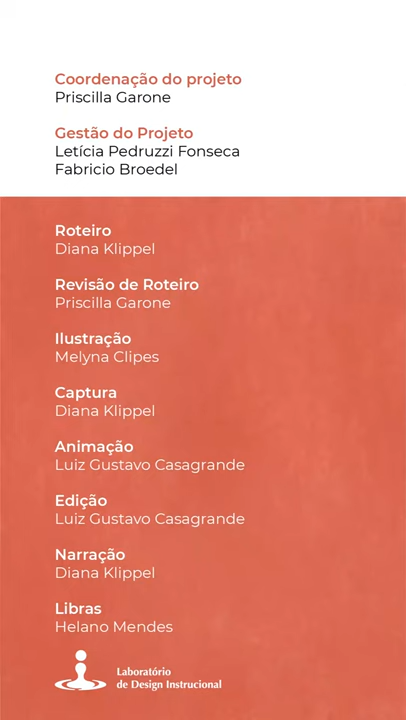 Coordenação do projeto
Priscilla Garone
Gestão do Projeto
Letícia Pedruzzi Fonseca
Fabricio Broedel
Roteiro
Diana Klippel
Revisão de Roteiro
Priscilla Garone
Ilustração
Melyna Clipes
Captura
Diana Klippel
Animação
Luiz Gustavo Casagrande
Edição
Luiz Gustavo Casagrande
Narração
Diana Klippel
Libras
Helano Mendes
Laboratório
de Design Instrucional